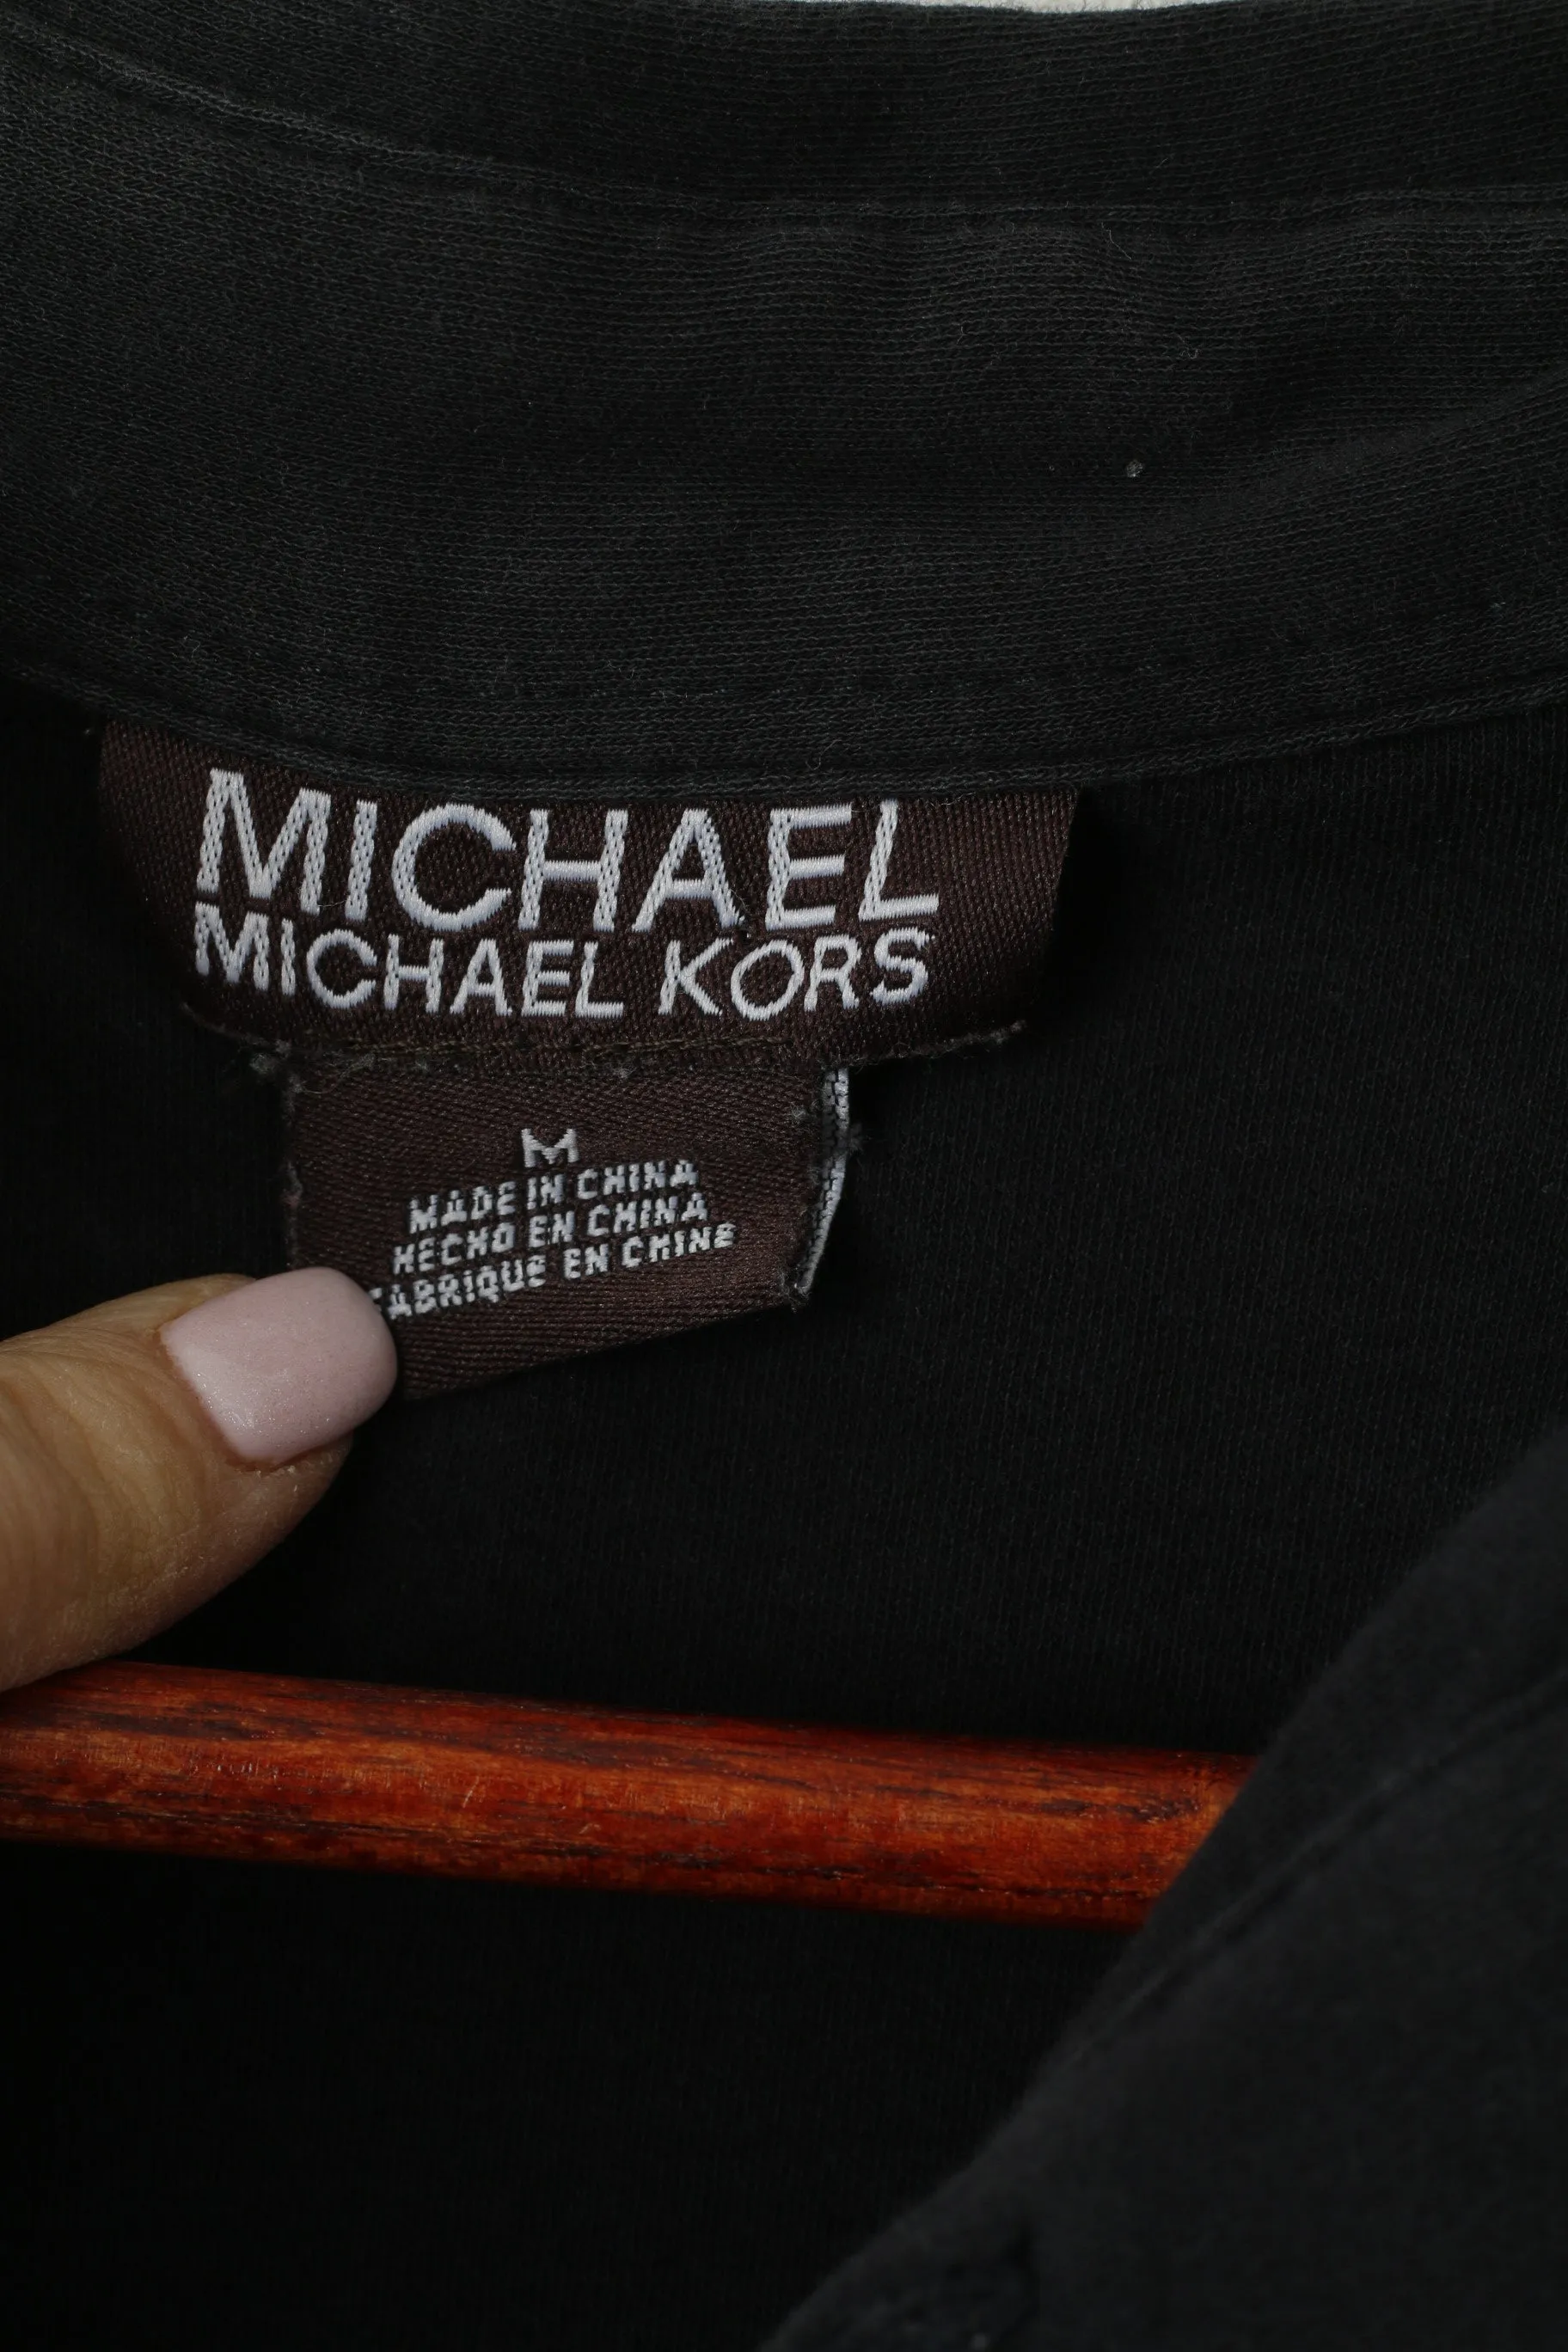 MICHAEL
MICHAEL KORS
M
MADE IN CHINA
HECHO EN CHINA
FABRIQUE EN CHINE